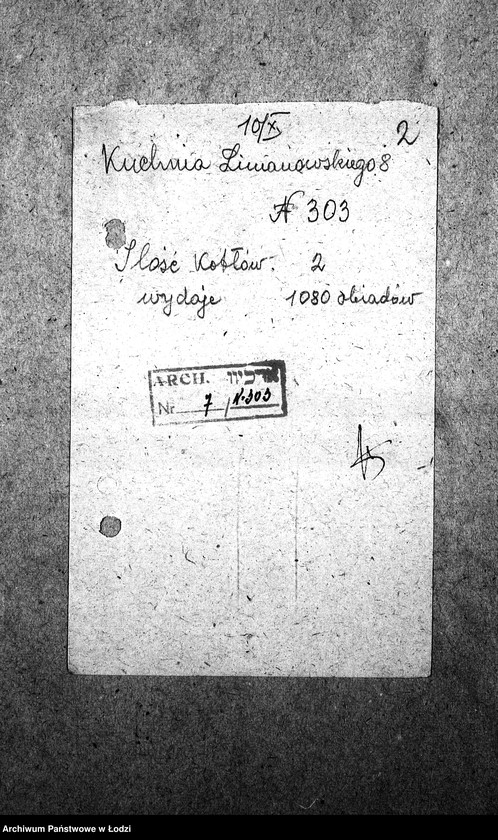 10/X
2
Kuchnia Limanowskiego 8
N 303
Ilość Kotłów. 2
wydaje 1080 obiadów
ARCH. ארכיו
Nr. 7 / K.303
Archiwum Państwowe w Łodzi